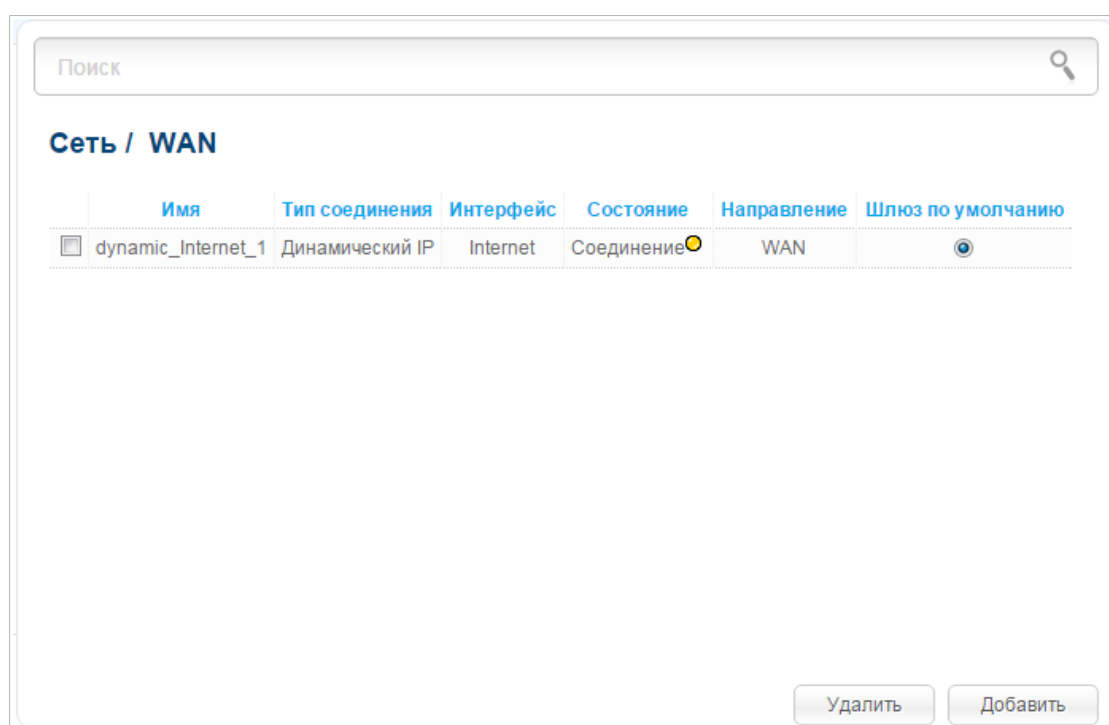 Поиск
Сеть / WAN
Имя Тип соединения Интерфейс Состояние Направление Шлюз по умолчанию
dynamic_Internet_1 Динамический IP Internet Соединение WAN
Удалить Добавить